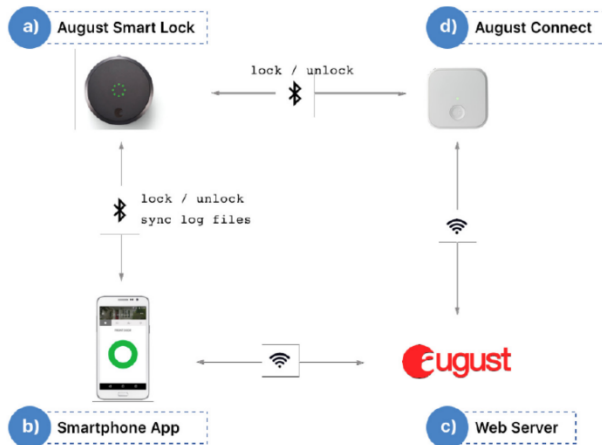 a) August Smart Lock
d) August Connect
lock / unlock
lock / unlock
sync log files
august
b) Smartphone App
c) Web Server